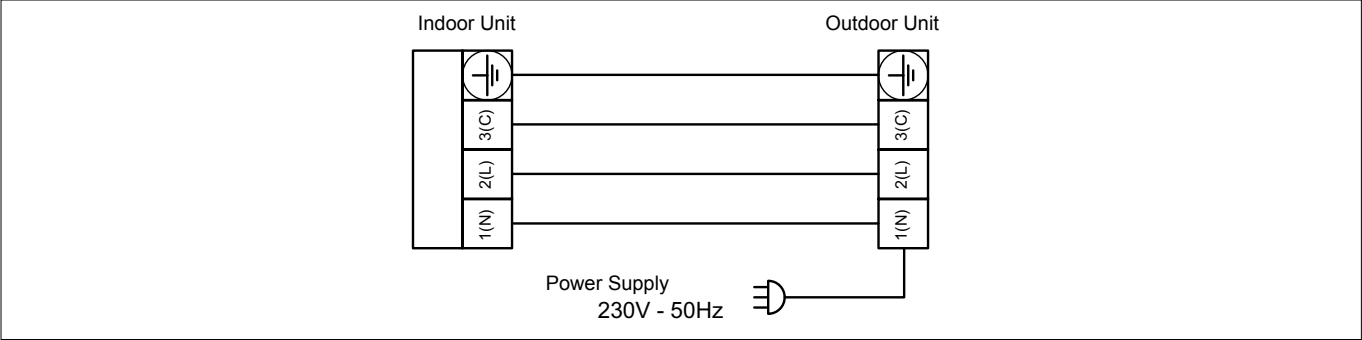 Indoor Unit
Outdoor Unit
3(C)
3(C)
2(L)
2(L)
1(N)
1(N)
Power Supply
230V - 50Hz